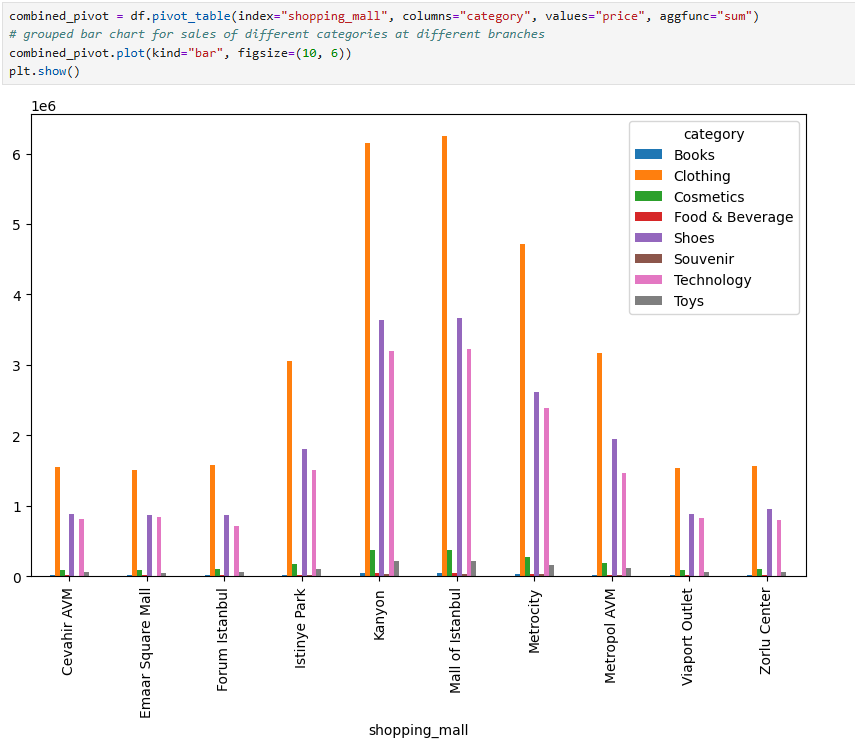 combined_pivot = df.pivot_table(index="shopping_mall", columns="category", values="price", aggfunc="sum")
# grouped bar chart for sales of different categories at different branches
combined_pivot.plot(kind="bar", figsize=(10, 6))
plt.show()
1e6
6
5
4
3
2
1
0
category
Books
Clothing
Cosmetics
Food & Beverage
Shoes
Souvenir
Technology
Toys
Cevahir AVM
Emaar Square Mall
Forum Istanbul
Istinye Park
Kanyon
Mall of Istanbul
Metrocity
Metropol AVM
Viaport Outlet
Zorlu Center
shopping_mall